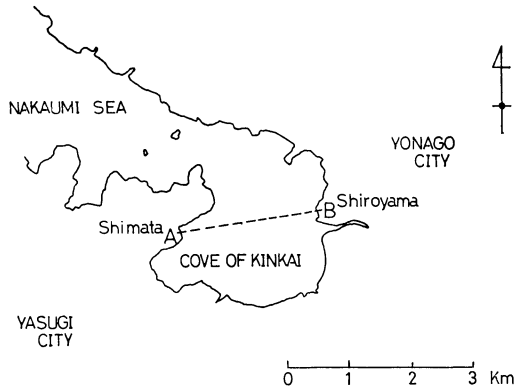 NAKAUMI SEA
YONAGO
CITY
Shiroyama
B
Shimata
A
COVE OF KINKAI
YASUGI
CITY
0 1 2 3 Km